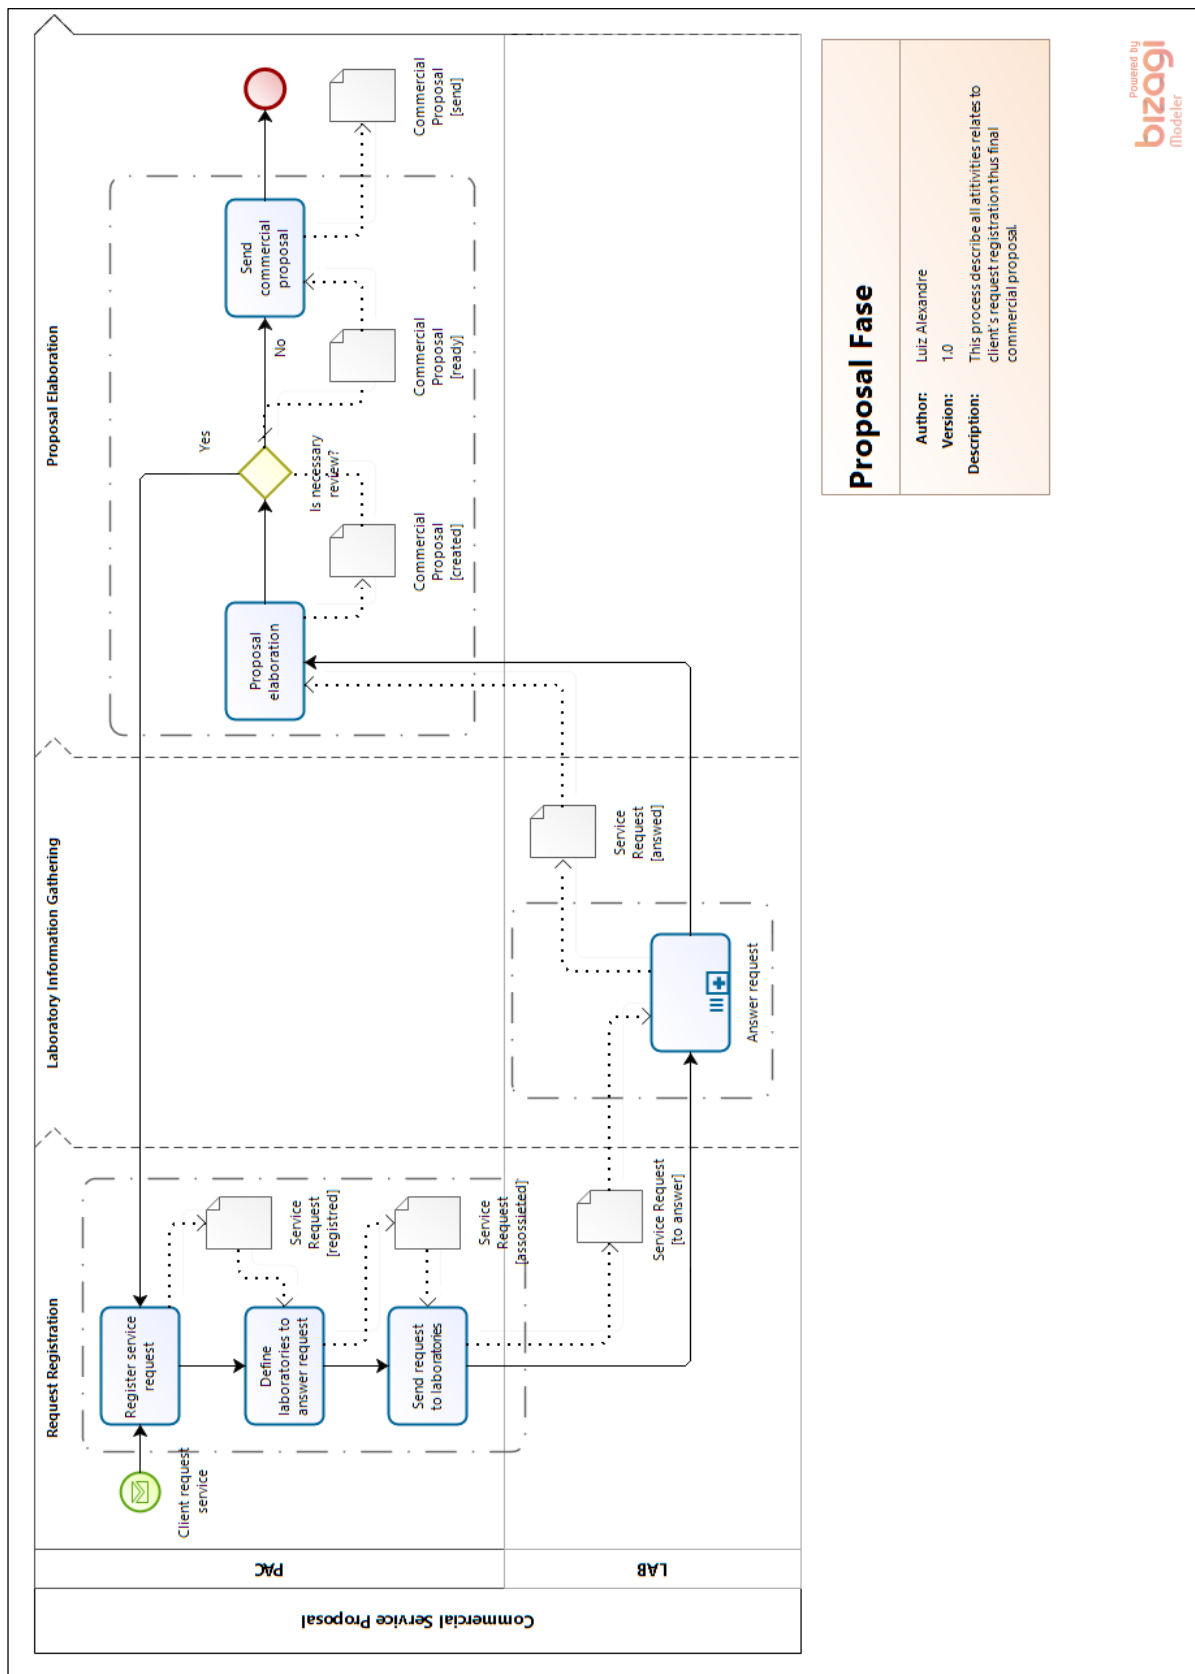 Commercial Service Proposal
PAC
LAB
Request Registration
Laboratory Information Gathering
Proposal Elaboration
Client request
service
Register service
request
Service
Request
[registred]
Define
laboratories to
answer request
Service
Request
[assossieted]
Send request
to laboratories
Service Request
[to answer]
Answer request
Service
Request
[answed]
Proposal
elaboration
Commercial
Proposal
[created]
Is necessary
review?
Yes
No
Commercial
Proposal
[ready]
Send
commercial
proposal
Commercial
Proposal
[send]
Proposal Fase
Author: Luiz Alexandre
Version: 1.0
Description: This process describe all atitivities relates to
client's request registration thus final
commercial proposal.
Powered by
bizagi
Modeler